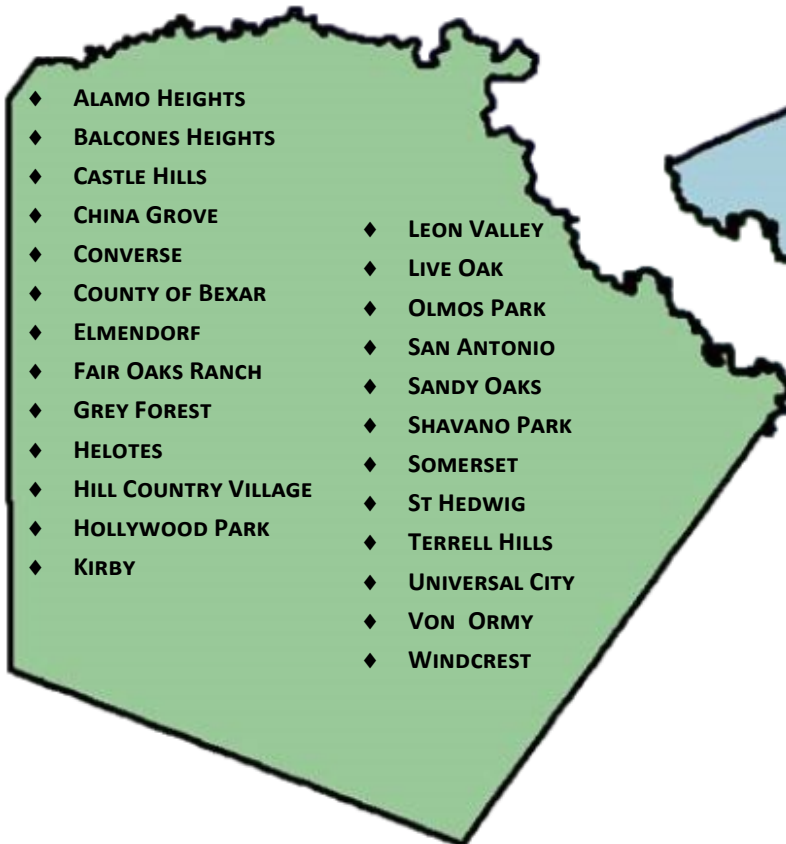 ♦ ALAMO HEIGHTS
♦ BALCONES HEIGHTS
♦ CASTLE HILLS
♦ CHINA GROVE
♦ CONVERSE
♦ COUNTY OF BEXAR
♦ ELMENDORF
♦ FAIR OAKS RANCH
♦ GREY FOREST
♦ HELOTES
♦ HILL COUNTRY VILLAGE
♦ HOLLYWOOD PARK
♦ KIRBY
♦ LEON VALLEY
♦ LIVE OAK
♦ OLMOS PARK
♦ SAN ANTONIO
♦ SANDY OAKS
♦ SHAVANO PARK
♦ SOMERSET
♦ ST HEDWIG
♦ TERRELL HILLS
♦ UNIVERSAL CITY
♦ VON ORMY
♦ WINDCREST